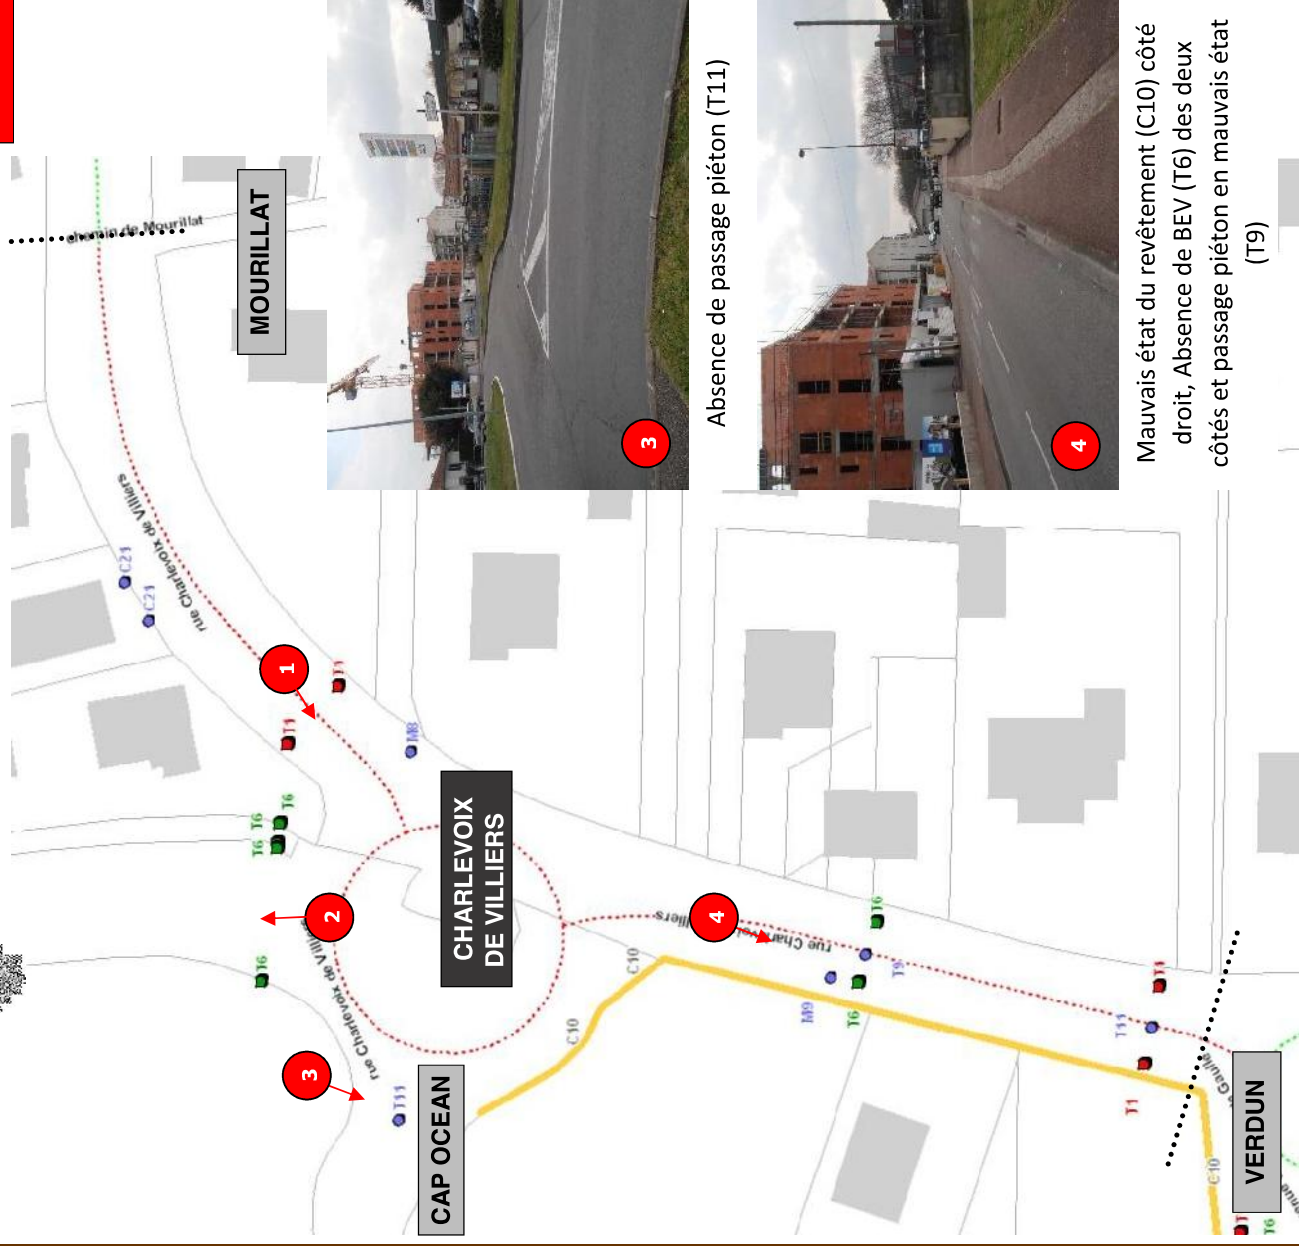 MOURILLAT
chemin de Mourillat
rue Charlevoix de Villiers
C21
C21
1
T1
T1
M8
T6
T6
T6
T6
2
rue Charlevoix de Villiers
3
T11
CHARLEVOIX
DE VILLIERS
CAP OCEAN
C10
C10
4
rue Charlevoix de Villiers
T6
T9
M9
T6
T1
T11
T1
VERDUN
C10
T6
3
Absence de passage piéton (T11)
4
Mauvais état du revêtement (C10) côté
droit, Absence de BEV (T6) des deux
côtés et passage piéton en mauvais état
(T9)